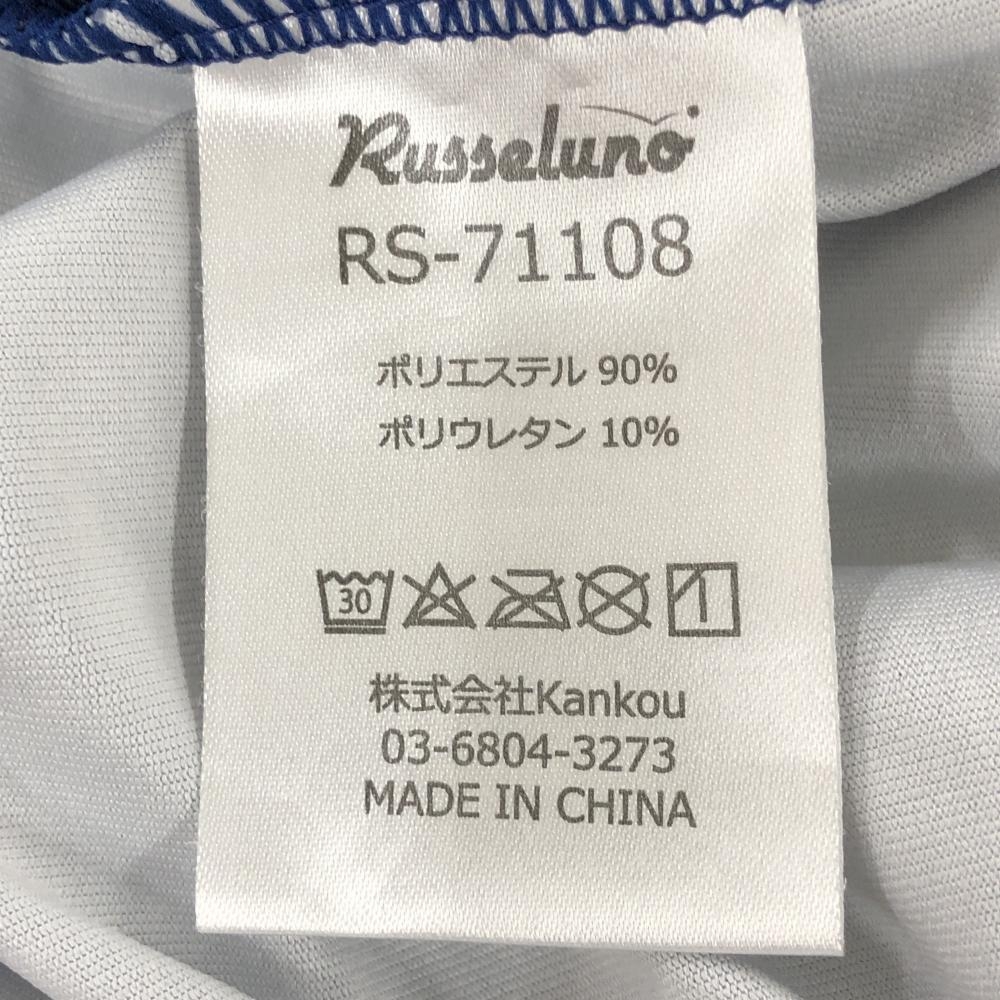 Russeluno
RS-71108
ポリエステル 90%
ポリウレタン 10%
30
株式会社Kankou
03-6804-3273
MADE IN CHINA